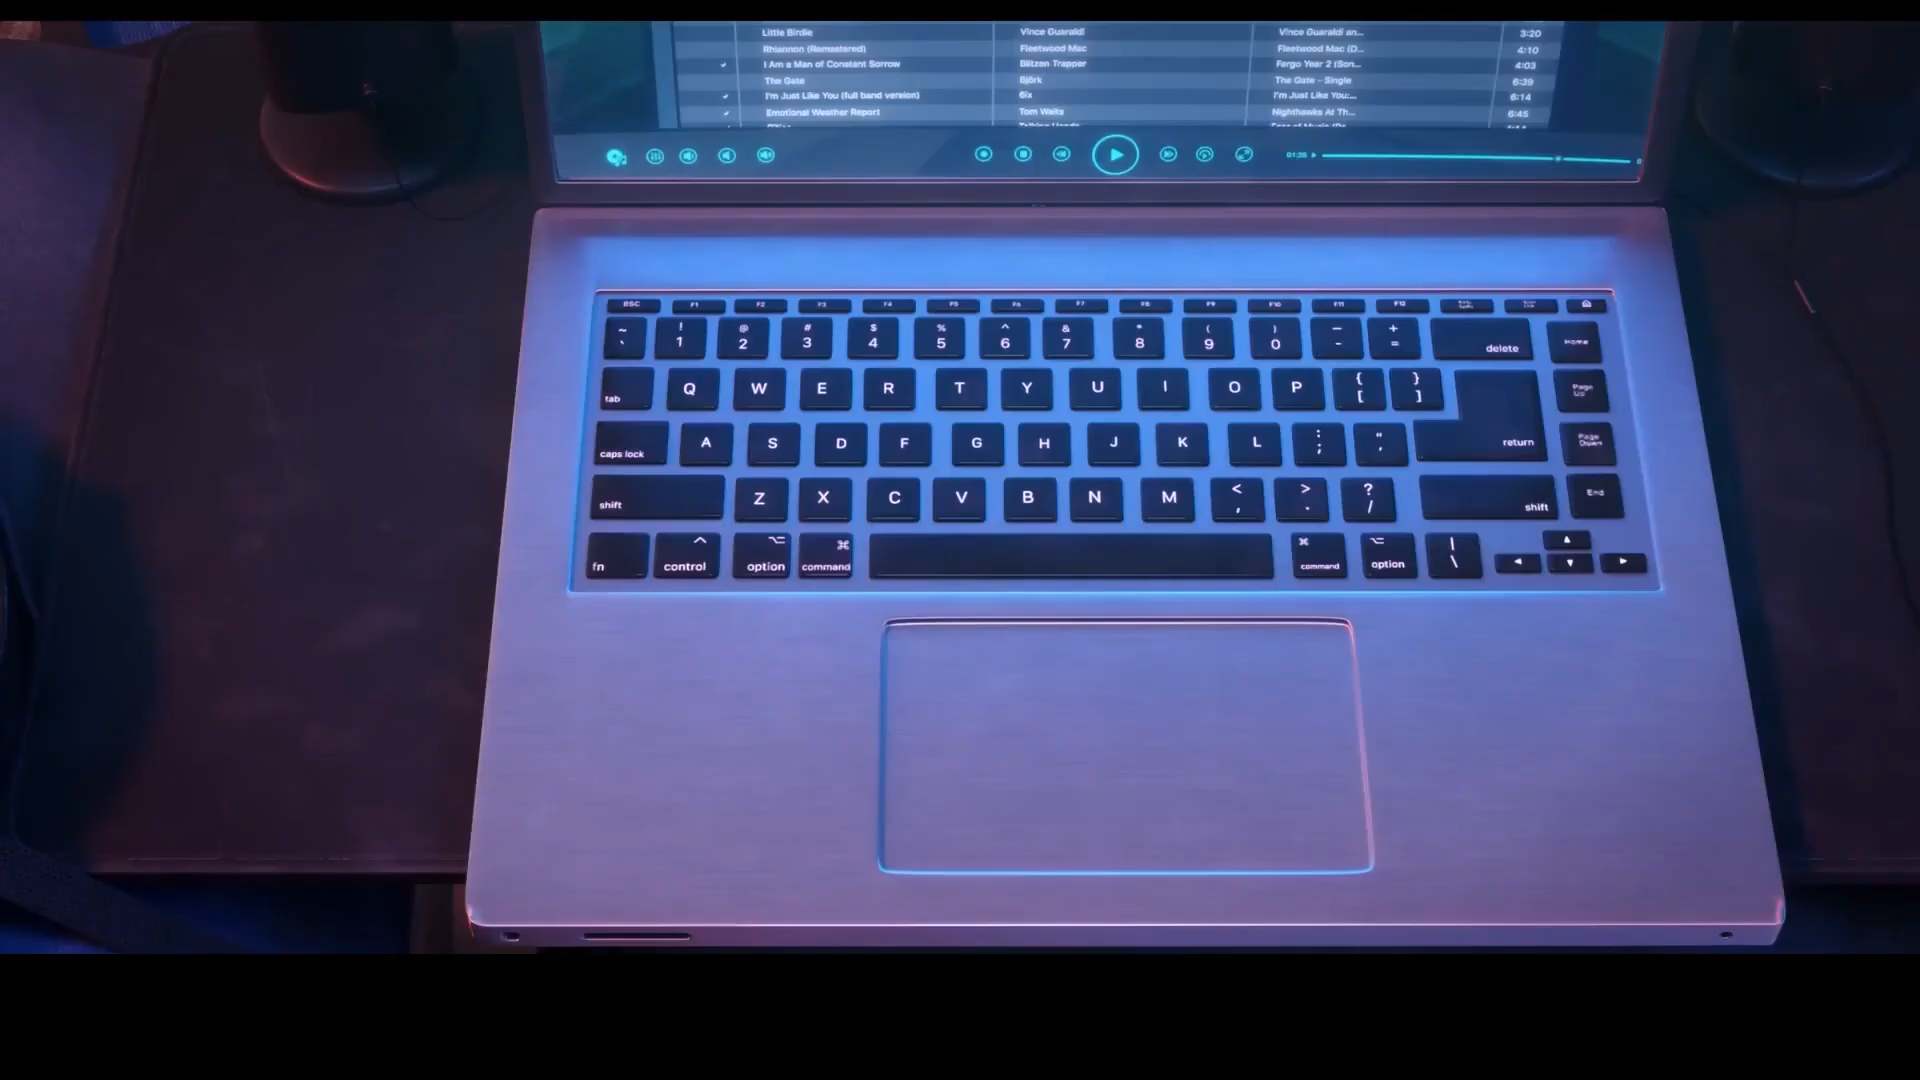 Little Birdie Vince Guaraldi Vince Guaraldi an... 3:20
Rhiannon (Remastered) Fleetwood Mac Fleetwood Mac (D... 4:10
I Am a Man of Constant Sorrow Blitzen Trapper Fargo Year 2 (Son... 4:03
The Gate Björk The Gate – Single 6:39
I'm Just Like You (full band version) 6ix I'm Just Like You:... 6:14
Emotional Weather Report Tom Waits Nighthawks At Th... 6:45
Talking Heads
01:25
esc F1 F2 F3 F4 F5 F6 F7 F8 F9 F10 F11 F12
~ ! @ # $ % ^ & * ( ) – +
` 1 2 3 4 5 6 7 8 9 0 - = delete Home
tab Q W E R T Y U I O P { [ } ] Page Up
caps lock A S D F G H J K L : ; " ' return Page Down
shift Z X C V B N M < , > . ? / shift End
fn ^ control ⌥ option ⌘ command ⌘ command ⌥ option | \ ◄ ▲ ▼ ►